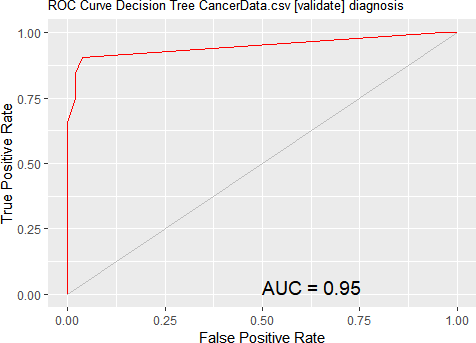 ROC Curve Decision Tree CancerData.csv [validate] diagnosis
True Positive Rate
1.00
0.75
0.50
0.25
0.00
AUC = 0.95
0.00 0.25 0.50 0.75 1.00
False Positive Rate